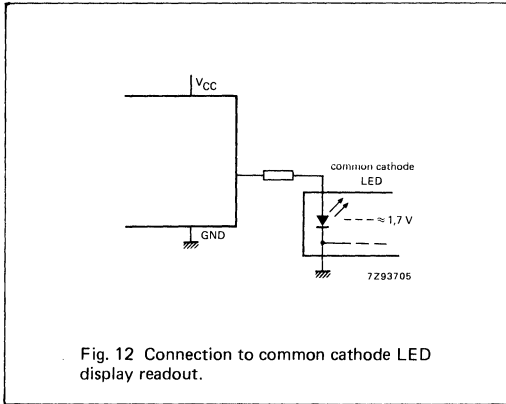 VCC
common cathode
LED
≈ 1,7 V
GND
7Z93705
Fig. 12 Connection to common cathode LED
display readout.